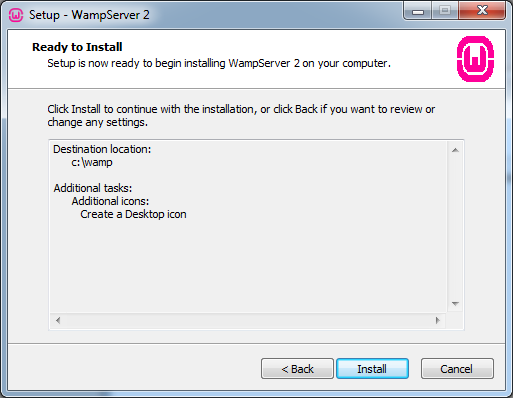 Setup - WampServer 2
Ready to Install
Setup is now ready to begin installing WampServer 2 on your computer.
Click Install to continue with the installation, or click Back if you want to review or
change any settings.
Destination location:
c:\wamp
Additional tasks:
Additional icons:
Create a Desktop icon
< Back
Install
Cancel